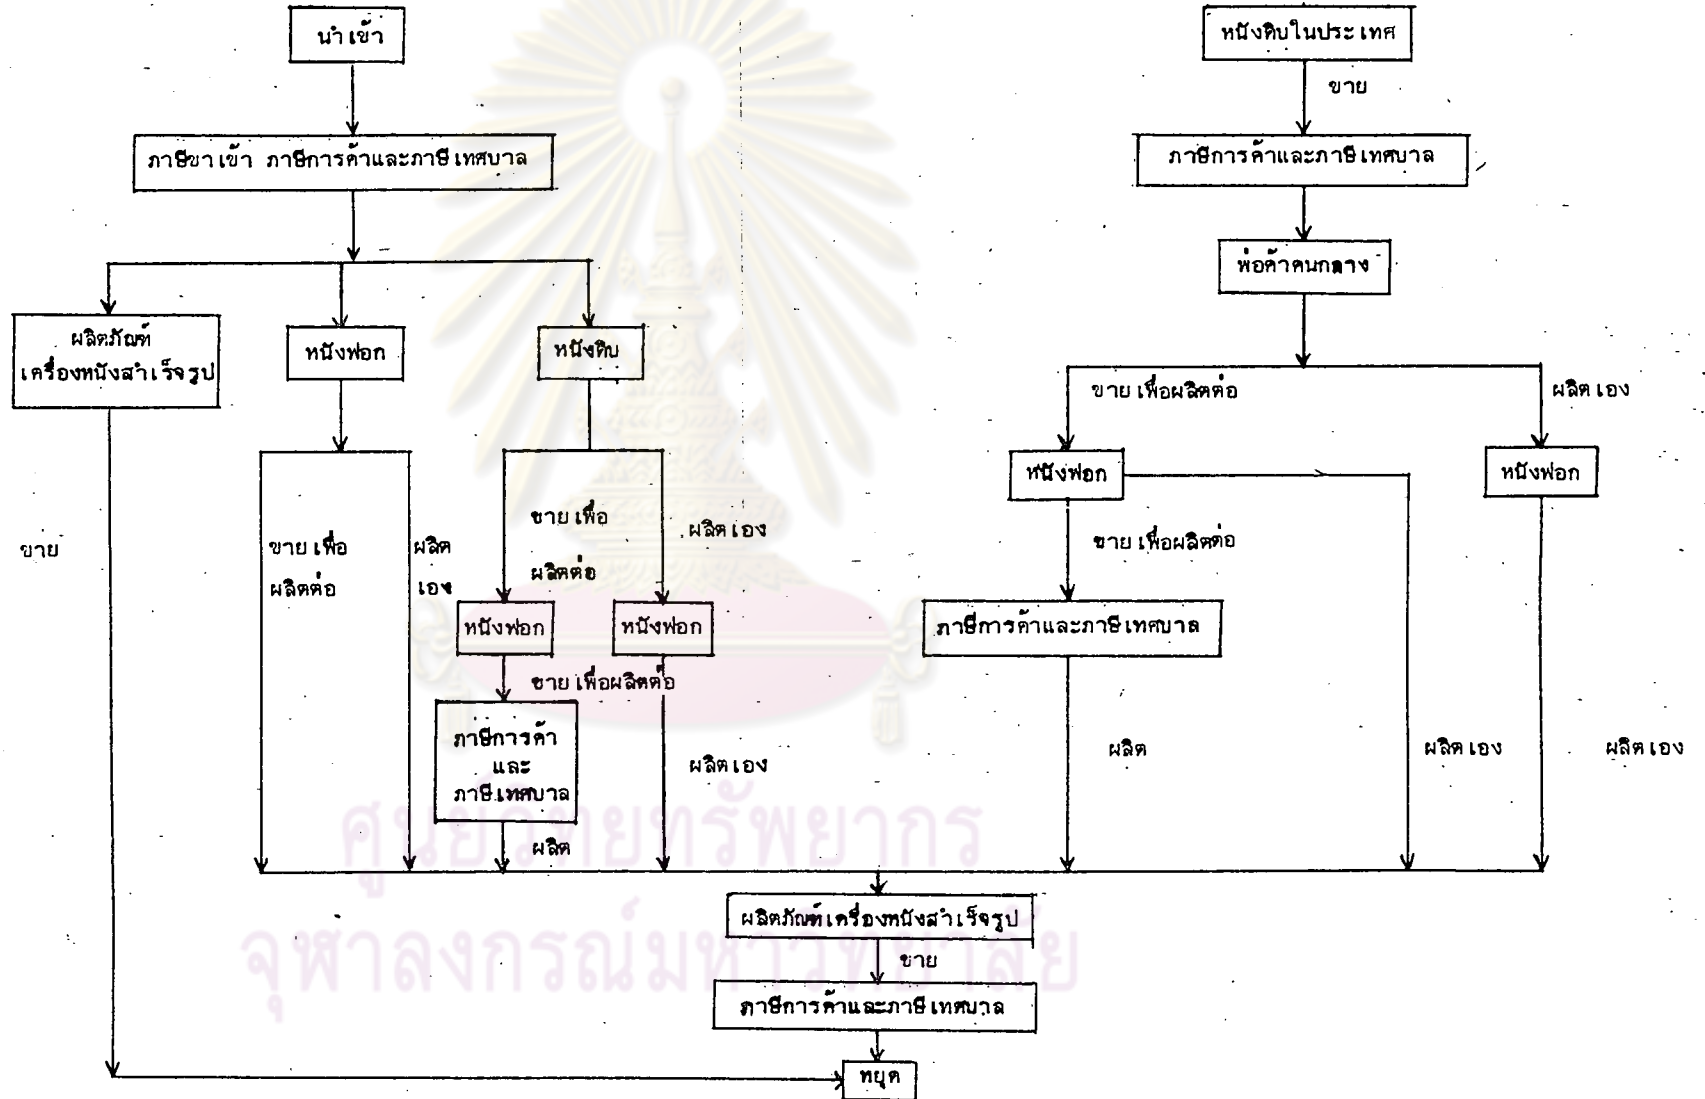 นำเข้า
หนังดิบในประเทศ
ขาย
ภาษีขาเข้า ภาษีการค้าและภาษีเทศบาล
ภาษีการค้าและภาษีเทศบาล
พ่อค้าคนกลาง
ผลิตภัณฑ์
เครื่องหนังสำเร็จรูป
หนังฟอก
หนังดิบ
ขายเพื่อผลิตต่อ
ผลิตเอง
หนังฟอก
หนังฟอก
ขาย
ขายเพื่อ
ผลิตต่อ
ผลิต
เอง
ขายเพื่อ
ผลิตต่อ
ผลิตเอง
ขายเพื่อผลิตต่อ
หนังฟอก
หนังฟอก
ภาษีการค้าและภาษีเทศบาล
ขายเพื่อผลิตต่อ
ภาษีการค้า
และ
ภาษีเทศบาล
ผลิตเอง
ผลิต
ผลิตเอง
ผลิตเอง
ผลิต
ศูนย์วิทยทรัพยากร
ผลิตภัณฑ์เครื่องหนังสำเร็จรูป
จุฬาลงกรณ์มหาวิทยาลัย
ขาย
ภาษีการค้าและภาษีเทศบาล
หยุด